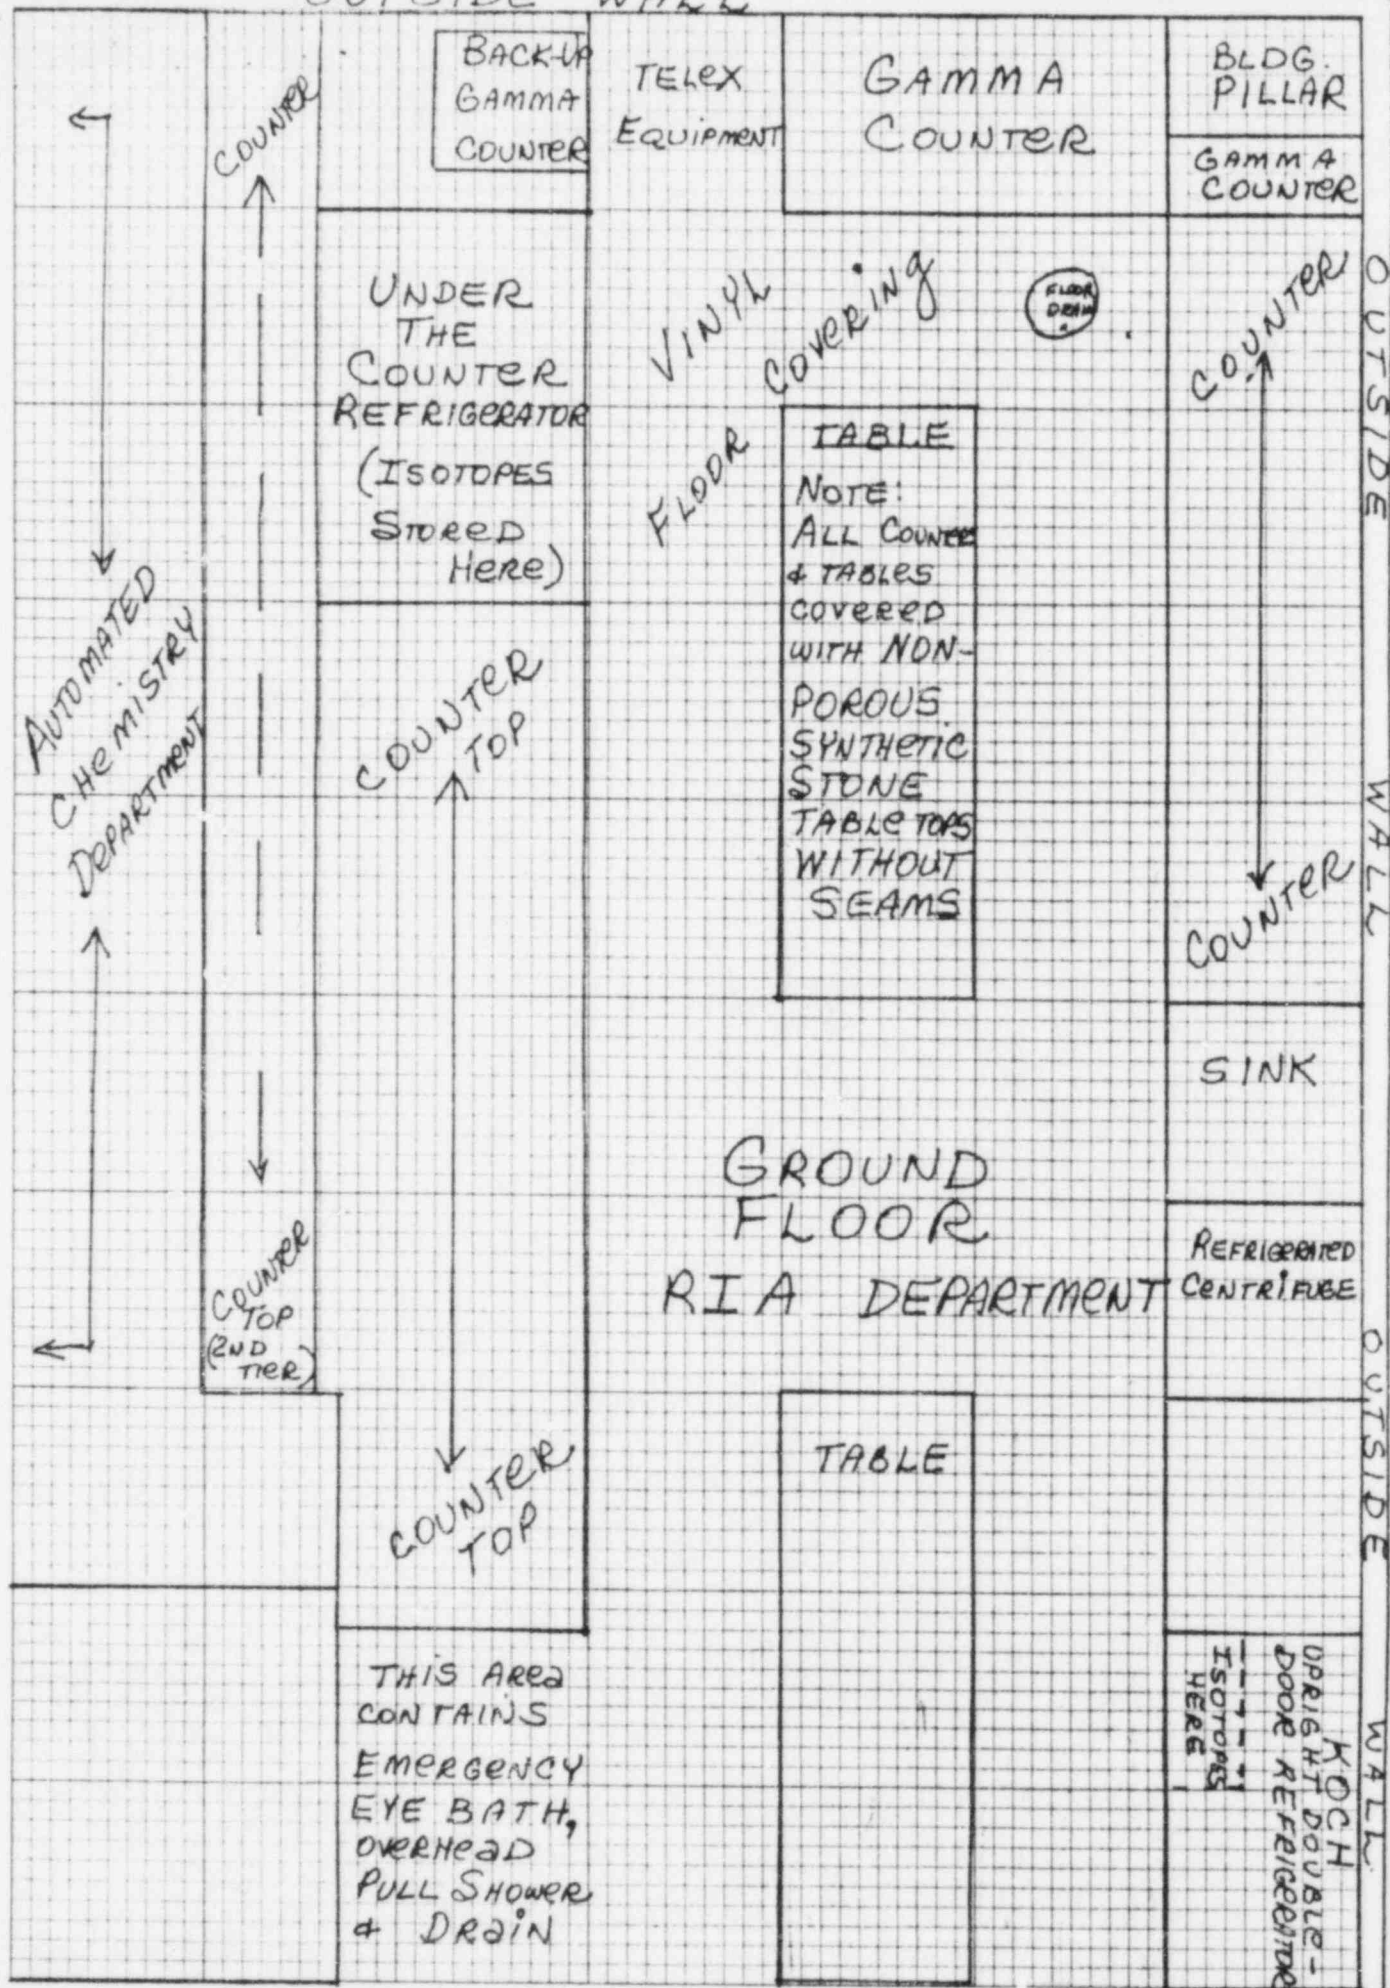 OUTSIDE WALL
BACK-UP
GAMMA
COUNTER
TELEX
EQUIPMENT
GAMMA
COUNTER
BLDG.
PILLAR
GAMMA
COUNTER
COUNTER
UNDER
THE
COUNTER
REFRIGERATOR
(ISOTOPES
STORED
HERE)
VINYL
FLOOR
COVERING
FLOOR
DRAIN
COUNTER
COUNTER
OUTSIDE
WALL
TABLE
NOTE:
ALL COUNTER
& TABLES
COVERED
WITH NON-
POROUS
SYNTHETIC
STONE
TABLE TOPS
WITHOUT
SEAMS
AUTOMATED
CHEMISTRY
DEPARTMENT
COUNTER
TOP
SINK
GROUND
FLOOR
RIA DEPARTMENT
REFRIGERATED
CENTRIFUGE
COUNTER
TOP
(2ND
TIER)
COUNTER
TOP
TABLE
OUTSIDE
WALL
THIS AREA
CONTAINS
EMERGENCY
EYE BATH,
OVERHEAD
PULL SHOWER
& DRAIN
KOCH
UPRIGHT DOUBLE-
DOOR REFRIGERATOR
ISOTOPES
HERE